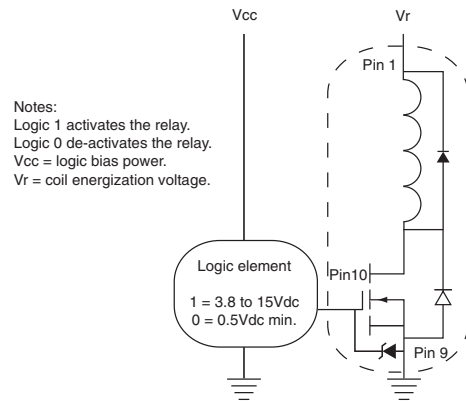 Vcc
Vr
Pin 1
Notes:
Logic 1 activates the relay.
Logic 0 de-activates the relay.
Vcc = logic bias power.
Vr = coil energization voltage.
Logic element
1 = 3.8 to 15Vdc
0 = 0.5Vdc min.
Pin10
Pin 9